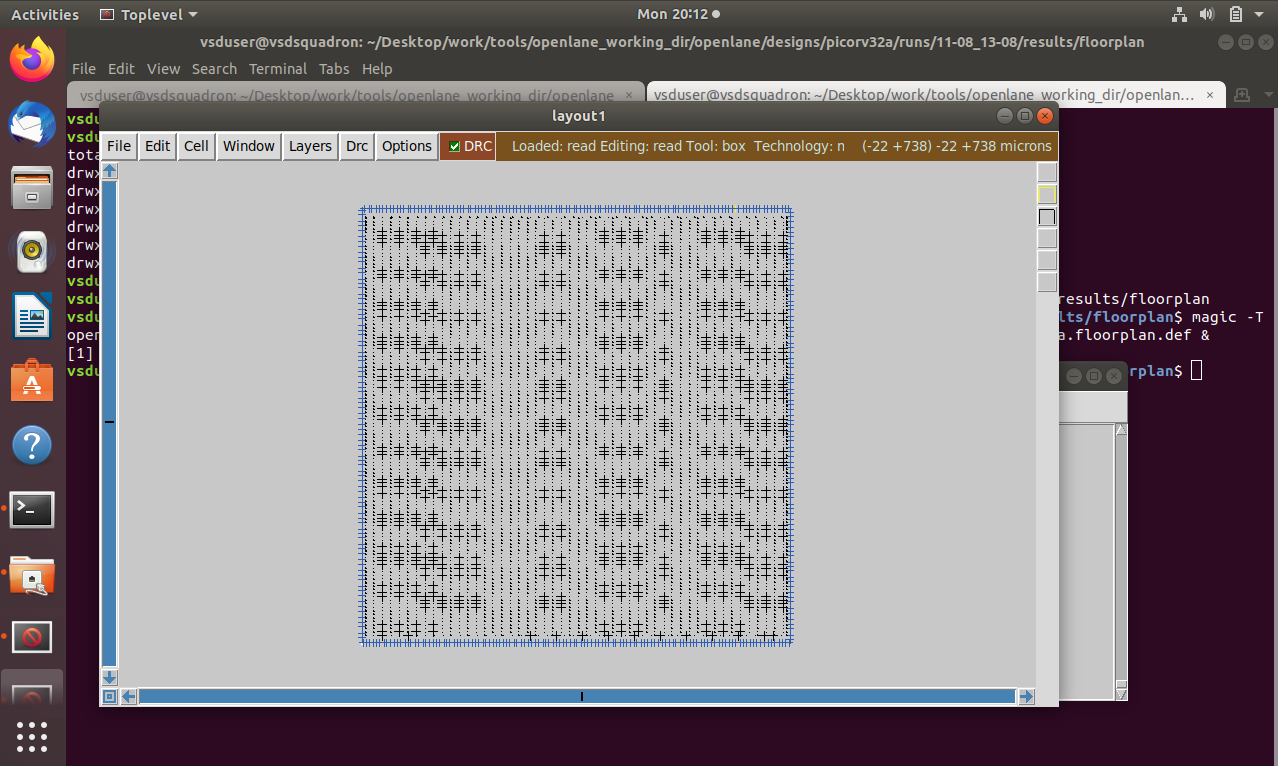 Activities Toplevel Mon 20:12
vsduser@vsdsquadron: ~/Desktop/work/tools/openlane_working_dir/openlane/designs/picorv32a/runs/11-08_13-08/results/floorplan
File Edit View Search Terminal Tabs Help
vsduser@vsdsquadron: ~/Desktop/work/tools/openlane_working_dir/openlane × vsduser@vsdsquadron: ~/Desktop/work/tools/openlane_working_dir/openlan... ×
layout1
File Edit Cell Window Layers Drc Options DRC Loaded: read Editing: read Tool: box Technology: n (-22 +738) -22 +738 microns
vsdu
vsdu
tota
drwx
drwx
drwx
drwx
drwx
drwx
vsdu
vsdu results/floorplan
vsdu lts/floorplan$ magic -T
open a.floorplan.def &
[1]
vsdu rplan$